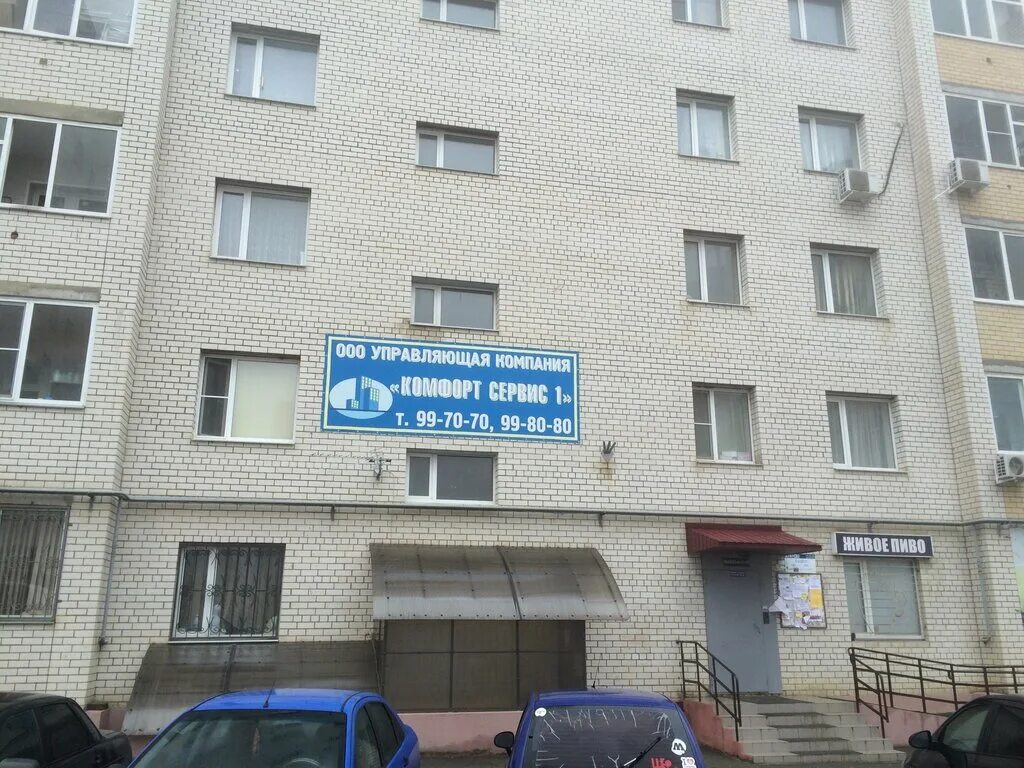 ООО УПРАВЛЯЮЩАЯ КОМПАНИЯ
«КОМФОРТ СЕРВИС 1»
т. 99-70-70, 99-80-80
ЖИВОЕ ПИВО